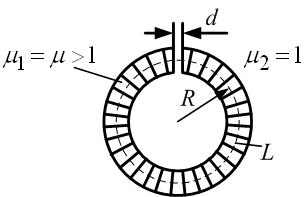 d
μ₁ = μ > 1
μ₂ = 1
R
L